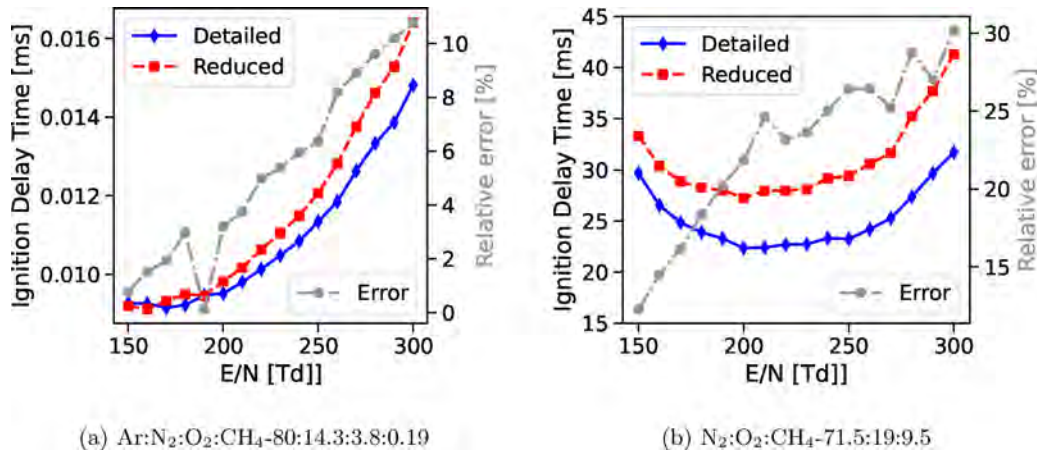 Ignition Delay Time [ms]
0.016
0.014
0.012
0.010
Detailed
Reduced
Error
10
8
6
4
2
0
Relative error [%]
150
200
250
300
E/N [Td]]
(a) Ar:N₂:O₂:CH₄-80:14.3:3.8:0.19
Ignition Delay Time [ms]
45
40
35
30
25
20
15
Detailed
Reduced
Error
30
25
20
15
Relative error [%]
150
200
250
300
E/N [Td]]
(b) N₂:O₂:CH₄-71.5:19:9.5